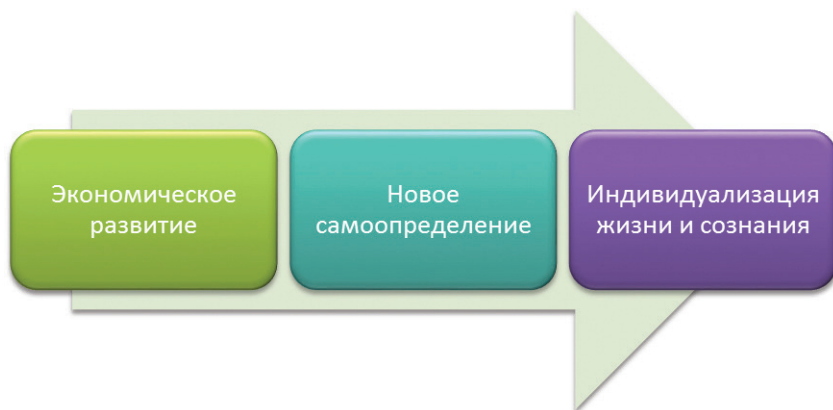 Экономическое
развитие
Новое
самоопределение
Индивидуализация
жизни и сознания